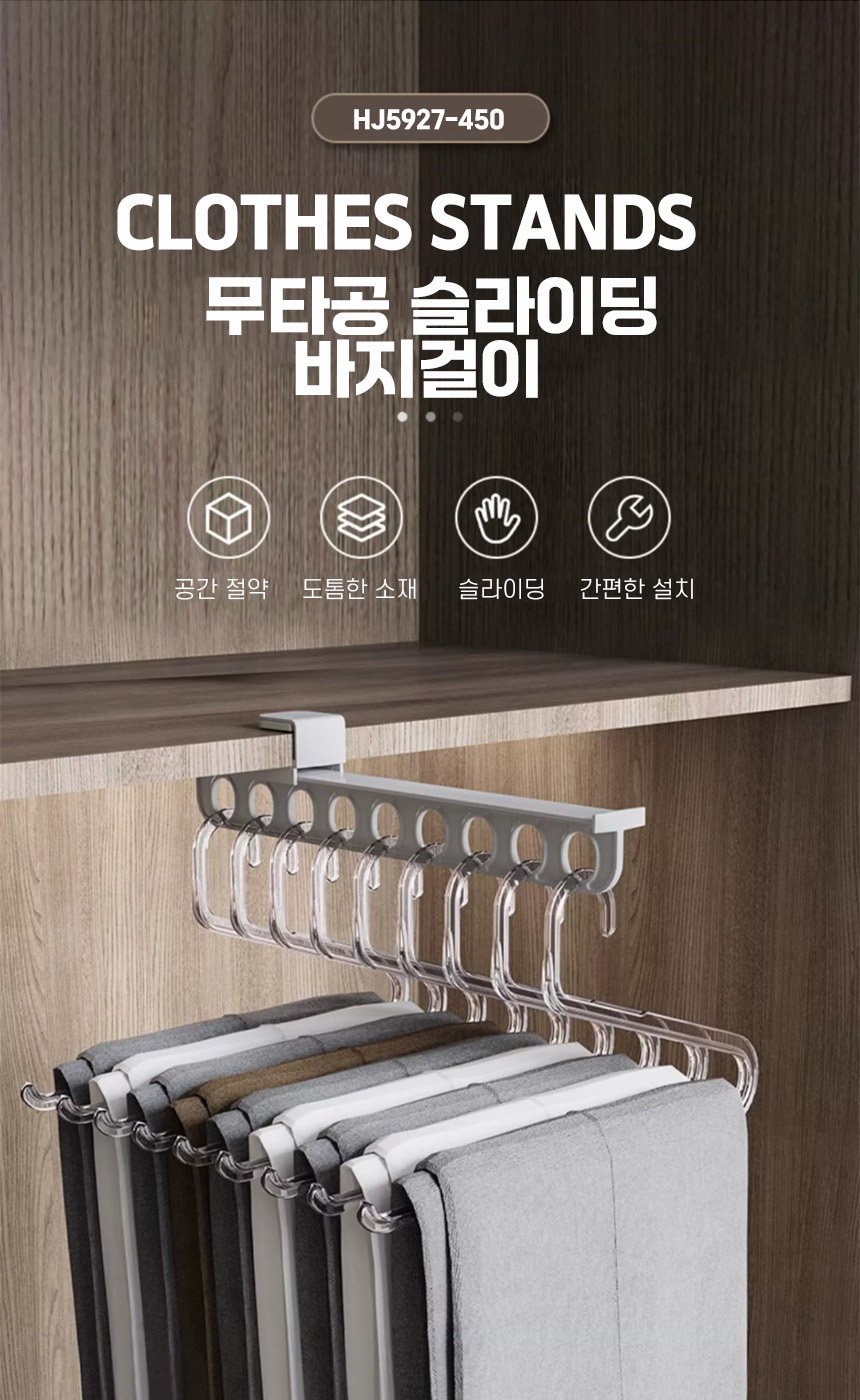 HJ5927-450
CLOTHES STANDS
무타공 슬라이딩
바지걸이
공간 절약
도톰한 소재
슬라이딩
간편한 설치